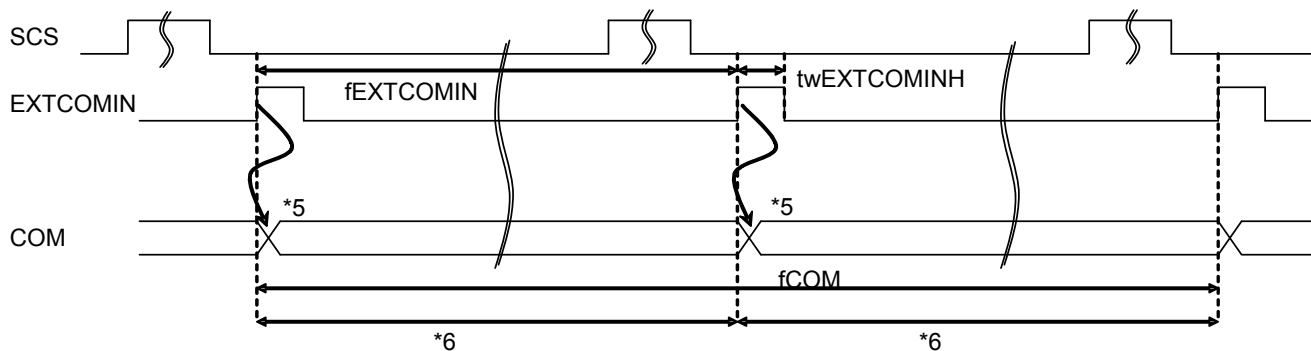 SCS
fEXTCOMIN
twEXTCOMINH
EXTCOMIN
*5
*5
COM
fCOM
*6
*6